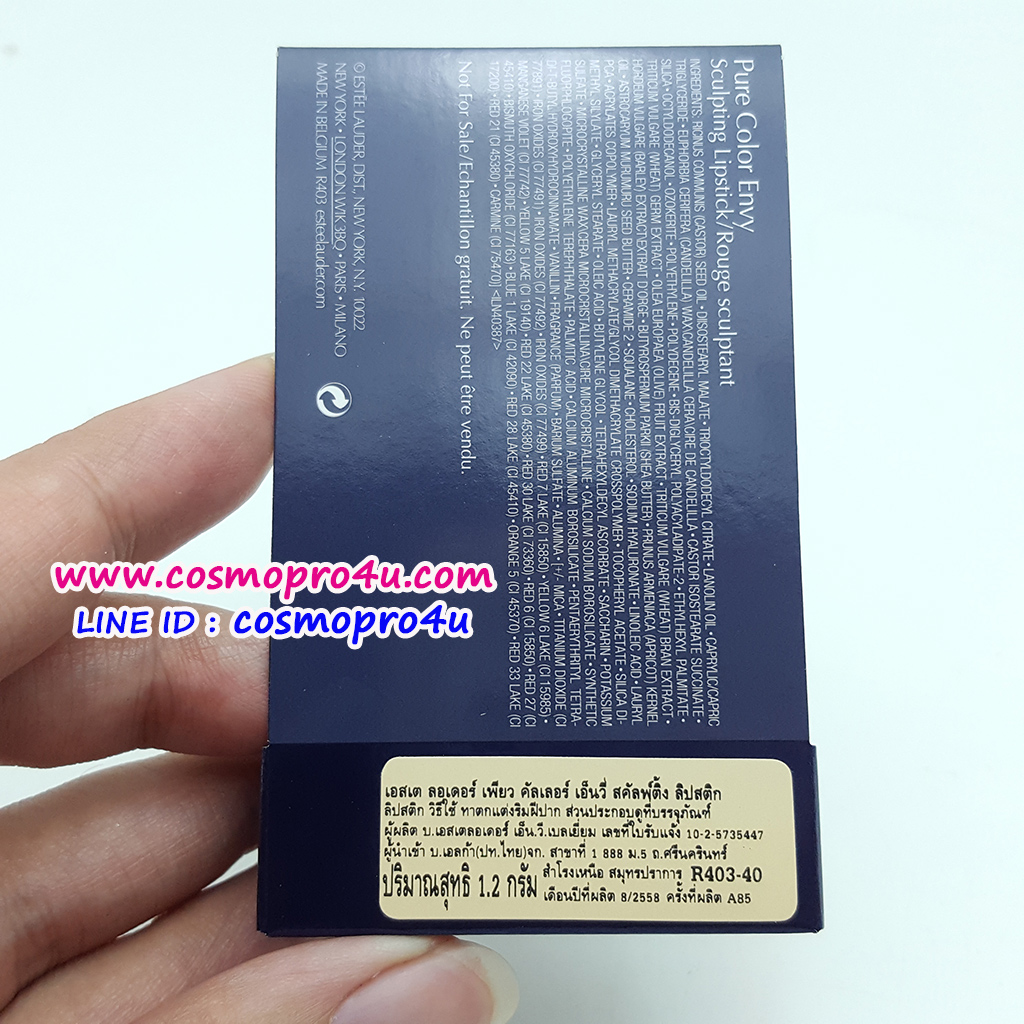 Pure Color Envy
Sculpting Lipstick/Rouge sculptant
INGREDIENTS: RICINUS COMMUNIS (CASTOR) SEED OIL • DIISOSTEARYL MALATE • TRIOCTYLDODECYL CITRATE • LANOLIN OIL • CAPRYLIC/CAPRIC
TRIGLYCERIDE • EUPHORBIA CERIFERA (CANDELILLA) WAX/CANDELILLA CERA/CIRE DE CANDELILLA • CASTOR ISOSTEARATE SUCCINATE •
SILICA • OCTYLDODECANOL • OZOKERITE • POLYETHYLENE • POLYDECENE • BIS-DIGLYCERYL POLYACYLADIPATE-2 • ETHYLHEXYL PALMITATE •
TRITICUM VULGARE (WHEAT) GERM EXTRACT • OLEA EUROPAEA (OLIVE) FRUIT EXTRACT • TRITICUM VULGARE (WHEAT) BRAN EXTRACT •
HORDEUM VULGARE (BARLEY) EXTRACT/EXTRAIT D'ORGE • BUTYROSPERMUM PARKII (SHEA BUTTER) • PRUNUS ARMENIACA (APRICOT) KERNEL
OIL • ASTROCARYUM MURUMURU SEED BUTTER • CERAMIDE 2 • SQUALANE • CHOLESTEROL • SODIUM HYALURONATE • LINOLEIC ACID • LAURYL
PCA • ACRYLATES COPOLYMER • LAURYL METHACRYLATE/GLYCOL DIMETHACRYLATE CROSSPOLYMER • TOCOPHERYL ACETATE • SILICA DI-
METHYL SILYLATE • GLYCERYL STEARATE • OLEIC ACID • BUTYLENE GLYCOL • TETRAHEXYLDECYL ASCORBATE • SACCHARIN • POTASSIUM
SULFATE • MICROCRYSTALLINE WAX/CERA MICROCRISTALLINA/CIRE MICROCRISTALLINE • CALCIUM SODIUM BOROSILICATE • SYNTHETIC
FLUORPHLOGOPITE • POLYETHYLENE TEREPHTHALATE • PALMITIC ACID • CALCIUM ALUMINUM BOROSILICATE • PENTAERYTHRITYL TETRA-
DI-T-BUTYL HYDROXYHYDROCINNAMATE • VANILLIN • FRAGRANCE (PARFUM) • BARIUM SULFATE • ALUMINA • [+/- MICA • TITANIUM DIOXIDE (CI
77891) • IRON OXIDES (CI 77491) • IRON OXIDES (CI 77492) • IRON OXIDES (CI 77499) • RED 7 LAKE (CI 15850) • YELLOW 6 LAKE (CI 15985) •
MANGANESE VIOLET (CI 77742) • YELLOW 5 LAKE (CI 19140) • RED 22 LAKE (CI 45380) • RED 30 LAKE (CI 73360) • RED 6 (CI 15850) • RED 27 (CI
45410) • BISMUTH OXYCHLORIDE (CI 77163) • BLUE 1 LAKE (CI 42090) • RED 28 LAKE (CI 45410) • ORANGE 5 (CI 45370) • RED 33 LAKE (CI
17200) • RED 21 (CI 45380) • CARMINE (CI 75470)] <ILN40387>
Not For Sale/Echantillon gratuit. Ne peut être vendu.
© ESTÉE LAUDER, DIST., NEW YORK, N.Y. 10022
NEW YORK • LONDON W1K 3BQ • PARIS • MILANO
MADE IN BELGIUM R403 esteelauder.com
www.cosmopro4u.com
LINE ID : cosmopro4u
เอสเต ลอเดอร์ เพียว คัลเลอร์ เอ็นวี่ สคัลพ์ติ้ง ลิปสติก
ลิปสติก วิธีใช้ ทาตกแต่งริมฝีปาก ส่วนประกอบดูที่บรรจุภัณฑ์
ผู้ผลิต บ.เอสเตลอเดอร์ เอ็น.วี.เบลเยี่ยม เลขที่ใบรับแจ้ง 10-2-5735447
ผู้นำเข้า บ.เอลก้า(ปท.ไทย)จก. สาขาที่ 1 888 ม.5 ถ.ศรีนครินทร์
สำโรงเหนือ สมุทรปราการ R403-40
ปริมาณสุทธิ 1.2 กรัม เดือนปีที่ผลิต 8/2558 ครั้งที่ผลิต A85